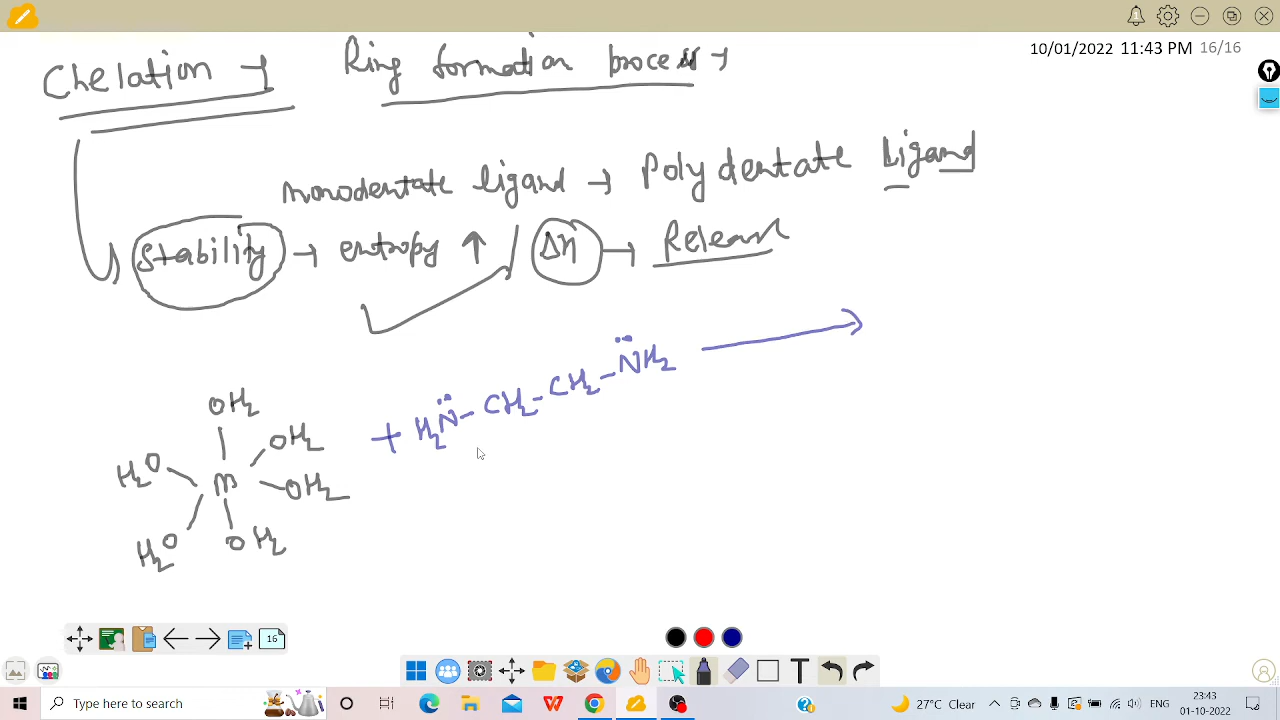 10/01/2022 11:43 PM 16/16
Chelation → Ring formation process →
monodentate ligand → Polydentate Ligand
Stability → entropy ↑ / ΔH → Release
OH2
H2O M OH2
OH2
H2O OH2
+ H2N̈ - CH2 - CH2 - N̈H2 →
16
T
Type here to search
W
27°C Clear
ENG
23:43
01-10-2022